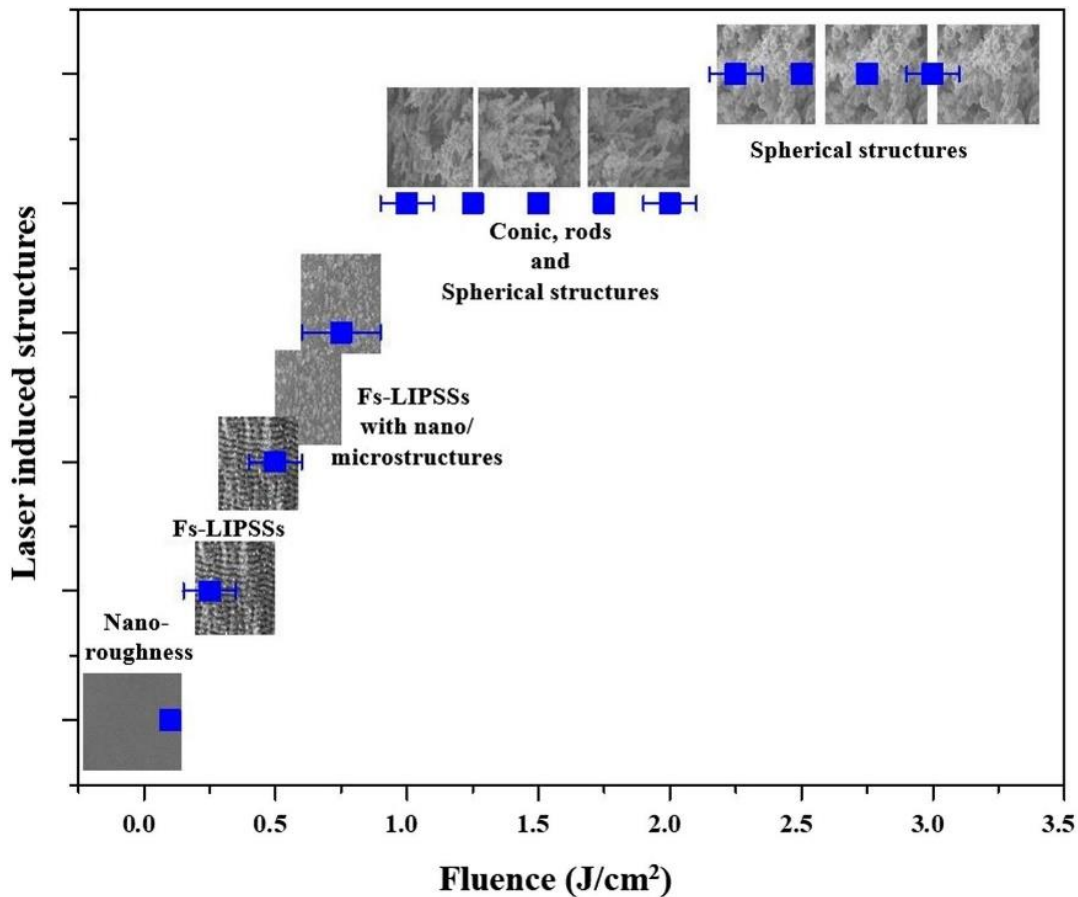 Laser induced structures
Spherical structures
Conic, rods
and
Spherical structures
Fs-LIPSSs
with nano/
microstructures
Fs-LIPSSs
Nano-
roughness
0.0 0.5 1.0 1.5 2.0 2.5 3.0 3.5
Fluence (J/cm²)